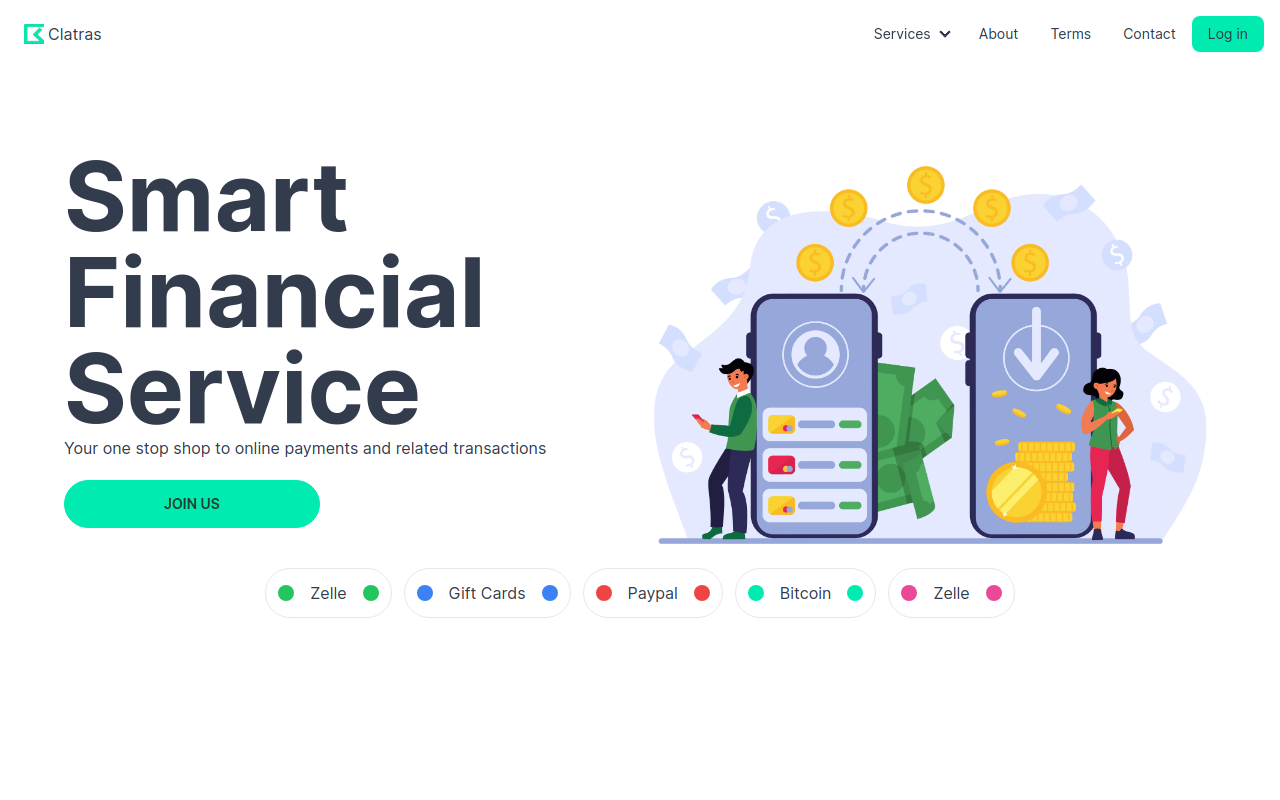 Clatras
Services
About
Terms
Contact
Log in
Smart
Financial
Service
Your one stop shop to online payments and related transactions
JOIN US
Zelle
Gift Cards
Paypal
Bitcoin
Zelle